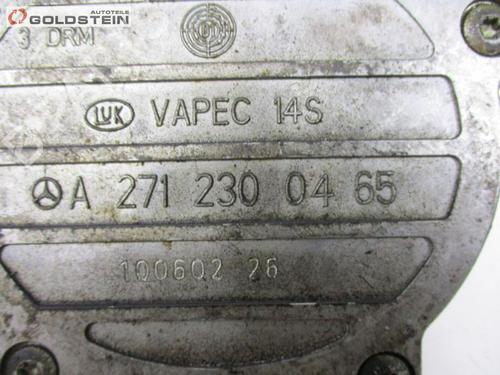 GOLDSTEIN AUTOTEILE
3 DRM
LUK VAPEC 14S
A 271 230 04 65
100602 26